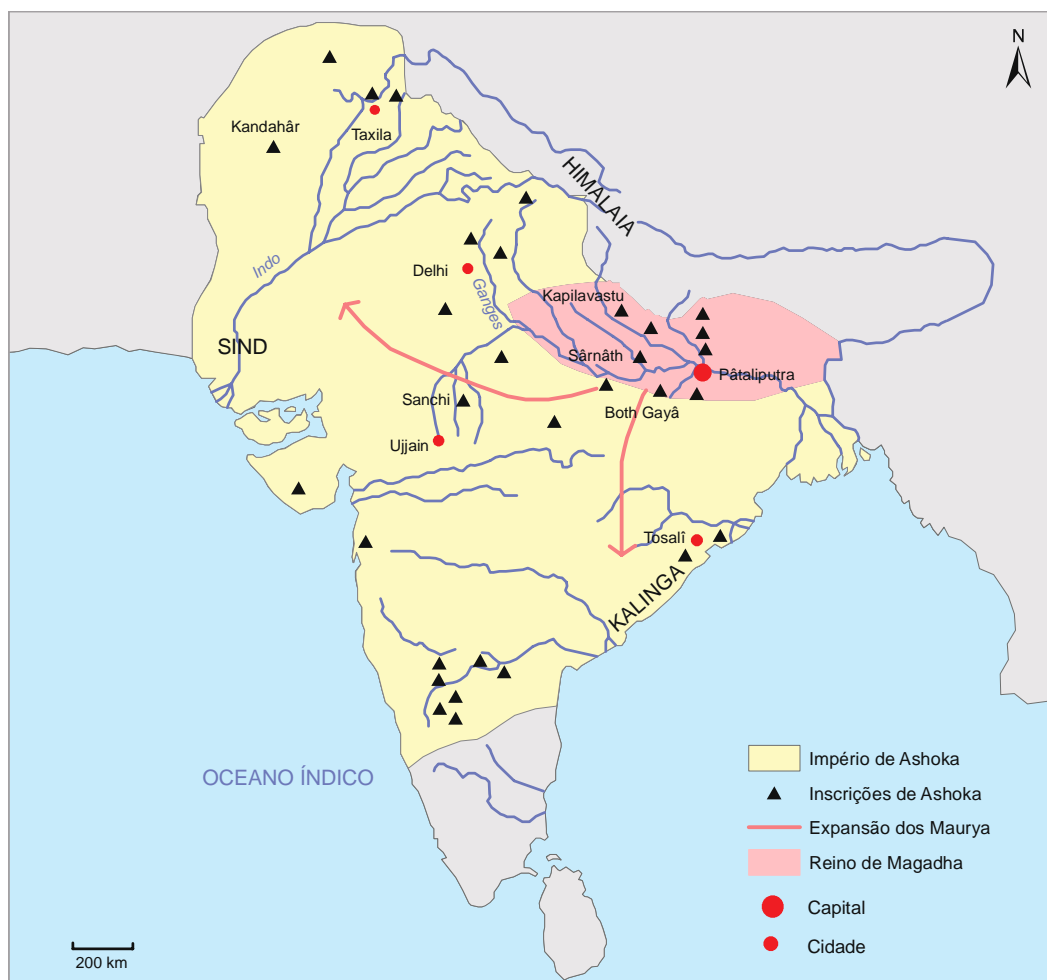 N
Kandahâr
Taxila
HIMALAIA
Indo
Delhi
Ganges
Kapilavastu
SIND
Sârnâth
Pâtaliputra
Sanchi
Both Gayâ
Ujjain
Tosalî
KALINGA
OCEANO ÍNDICO
Império de Ashoka
Inscrições de Ashoka
Expansão dos Maurya
Reino de Magadha
Capital
Cidade
200 km